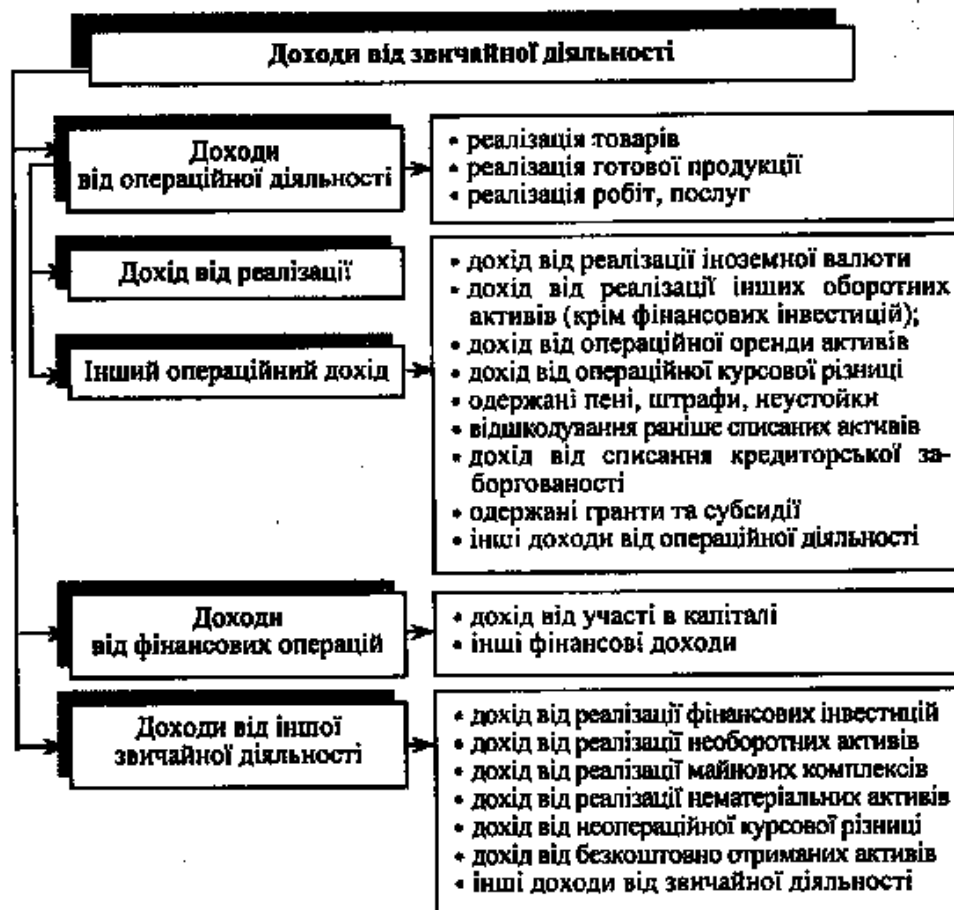 Доходи від звичайної діяльності
Доходи
від операційної діяльності
• реалізація товарів
• реалізація готової продукції
• реалізація робіт, послуг
Дохід від реалізації
Інший операційний дохід
• дохід від реалізації іноземної валюти
• дохід від реалізації інших оборотних
активів (крім фінансових інвестицій);
• дохід від операційної оренди активів
• дохід від операційної курсової різниці
• одержані пені, штрафи, неустойки
• відшкодування раніше списаних активів
• дохід від списання кредиторської за-
боргованості
• одержані гранти та субсидії
• інші доходи від операційної діяльності
Доходи
від фінансових операцій
• дохід від участі в капіталі
• інші фінансові доходи
Доходи від іншої
звичайної діяльності
• дохід від реалізації фінансових інвестицій
• дохід від реалізації необоротних активів
• дохід від реалізації майнових комплексів
• дохід від реалізації нематеріальних активів
• дохід від неопераційної курсової різниці
• дохід від безкоштовно отриманих активів
• інші доходи від звичайної діяльності